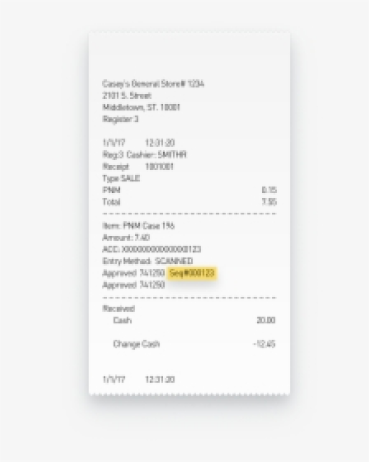 Casey's General Store# 1234
2101 S. Street
Middletown, ST. 10001
Register 3
1/1/17 12:31:20
Reg:3 Cashier: SMITHR
Receipt 1001001
Type SALE
PNM 0.15
Total 7.55
Item: PNM Case 196
Amount: 7.40
ACC: XXXXXXXXXXXXXXX0123
Entry Method: SCANNED
Approved 741250 Seq#000123
Approved 741250
Received
Cash 20.00
Change Cash -12.45
1/1/17 12:31:20